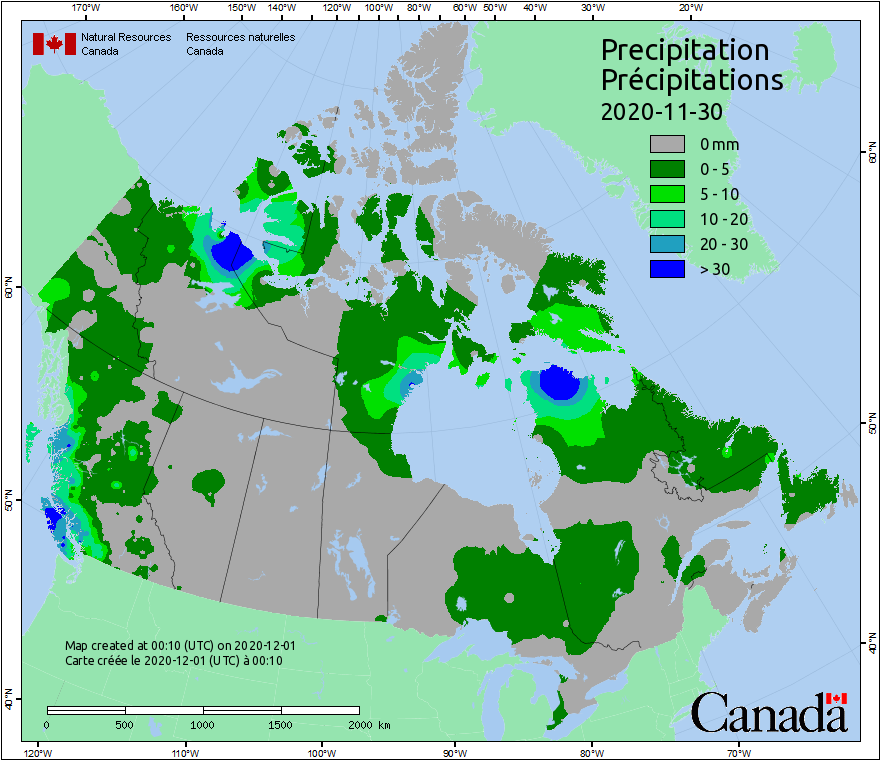 170°W 160°W 150°W 140°W 130°W 120°W 110°W 100°W 90°W 80°W 60°W 50°W 40°W 30°W 20°W
Natural Resources Ressources naturelles
Canada Canada
Precipitation
Précipitations
2020-11-30
0 mm
0 - 5
5 - 10
10 - 20
20 - 30
> 30
60°N
60°N
50°N
50°N
40°N
40°N
Map created at 00:10 (UTC) on 2020-12-01
Carte créée le 2020-12-01 (UTC) à 00:10
0 500 1000 1500 2000 km
Canada
120°W 110°W 100°W 90°W 80°W 70°W